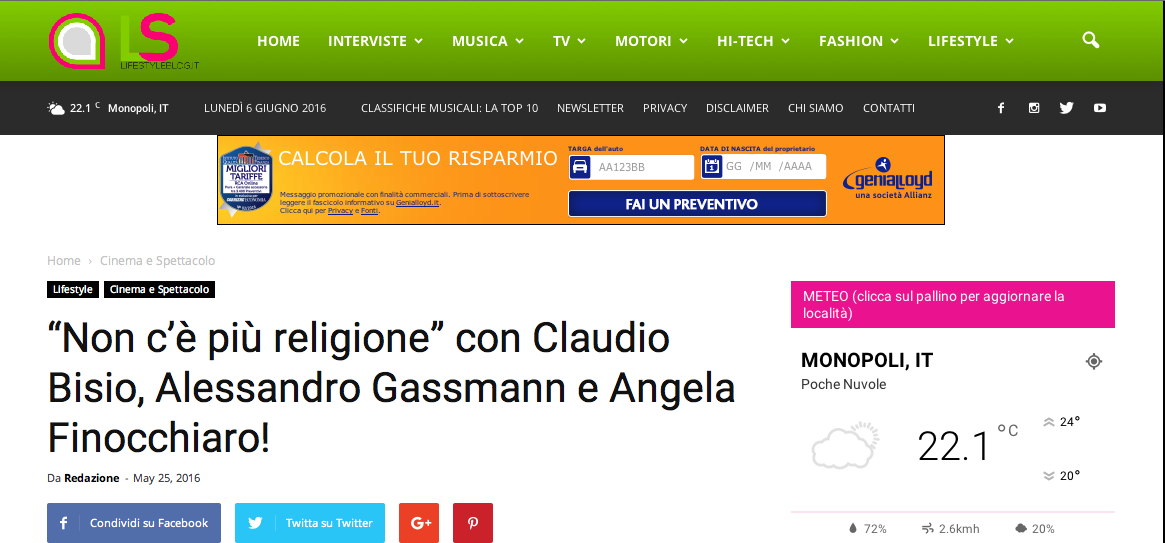 LS
LIFESTYLEBLOG.IT
HOME INTERVISTE MUSICA TV MOTORI HI-TECH FASHION LIFESTYLE
22.1 C Monopoli, IT LUNEDÌ 6 GIUGNO 2016 CLASSIFICHE MUSICALI: LA TOP 10 NEWSLETTER PRIVACY DISCLAIMER CHI SIAMO CONTATTI
MIGLIORI
TARIFFE
RCA Online
CALCOLA IL TUO RISPARMIO
Messaggio promozionale con finalità commerciali. Prima di sottoscrivere
leggere il fascicolo informativo su Genialloyd.it.
Clicca qui per Privacy e Fonti.
TARGA dell'auto
AA123BB
DATA DI NASCITA del proprietario
GG /MM /AAAA
FAI UN PREVENTIVO
GENIALLOYD
una società Allianz
Home › Cinema e Spettacolo
Lifestyle Cinema e Spettacolo
“Non c’è più religione” con Claudio
Bisio, Alessandro Gassmann e Angela
Finocchiaro!
Da Redazione - May 25, 2016
Condividi su Facebook Twitta su Twitter G+
METEO (clicca sul pallino per aggiornare la
località)
MONOPOLI, IT
Poche Nuvole
22.1 °C
24°
20°
72% 2.6kmh 20%